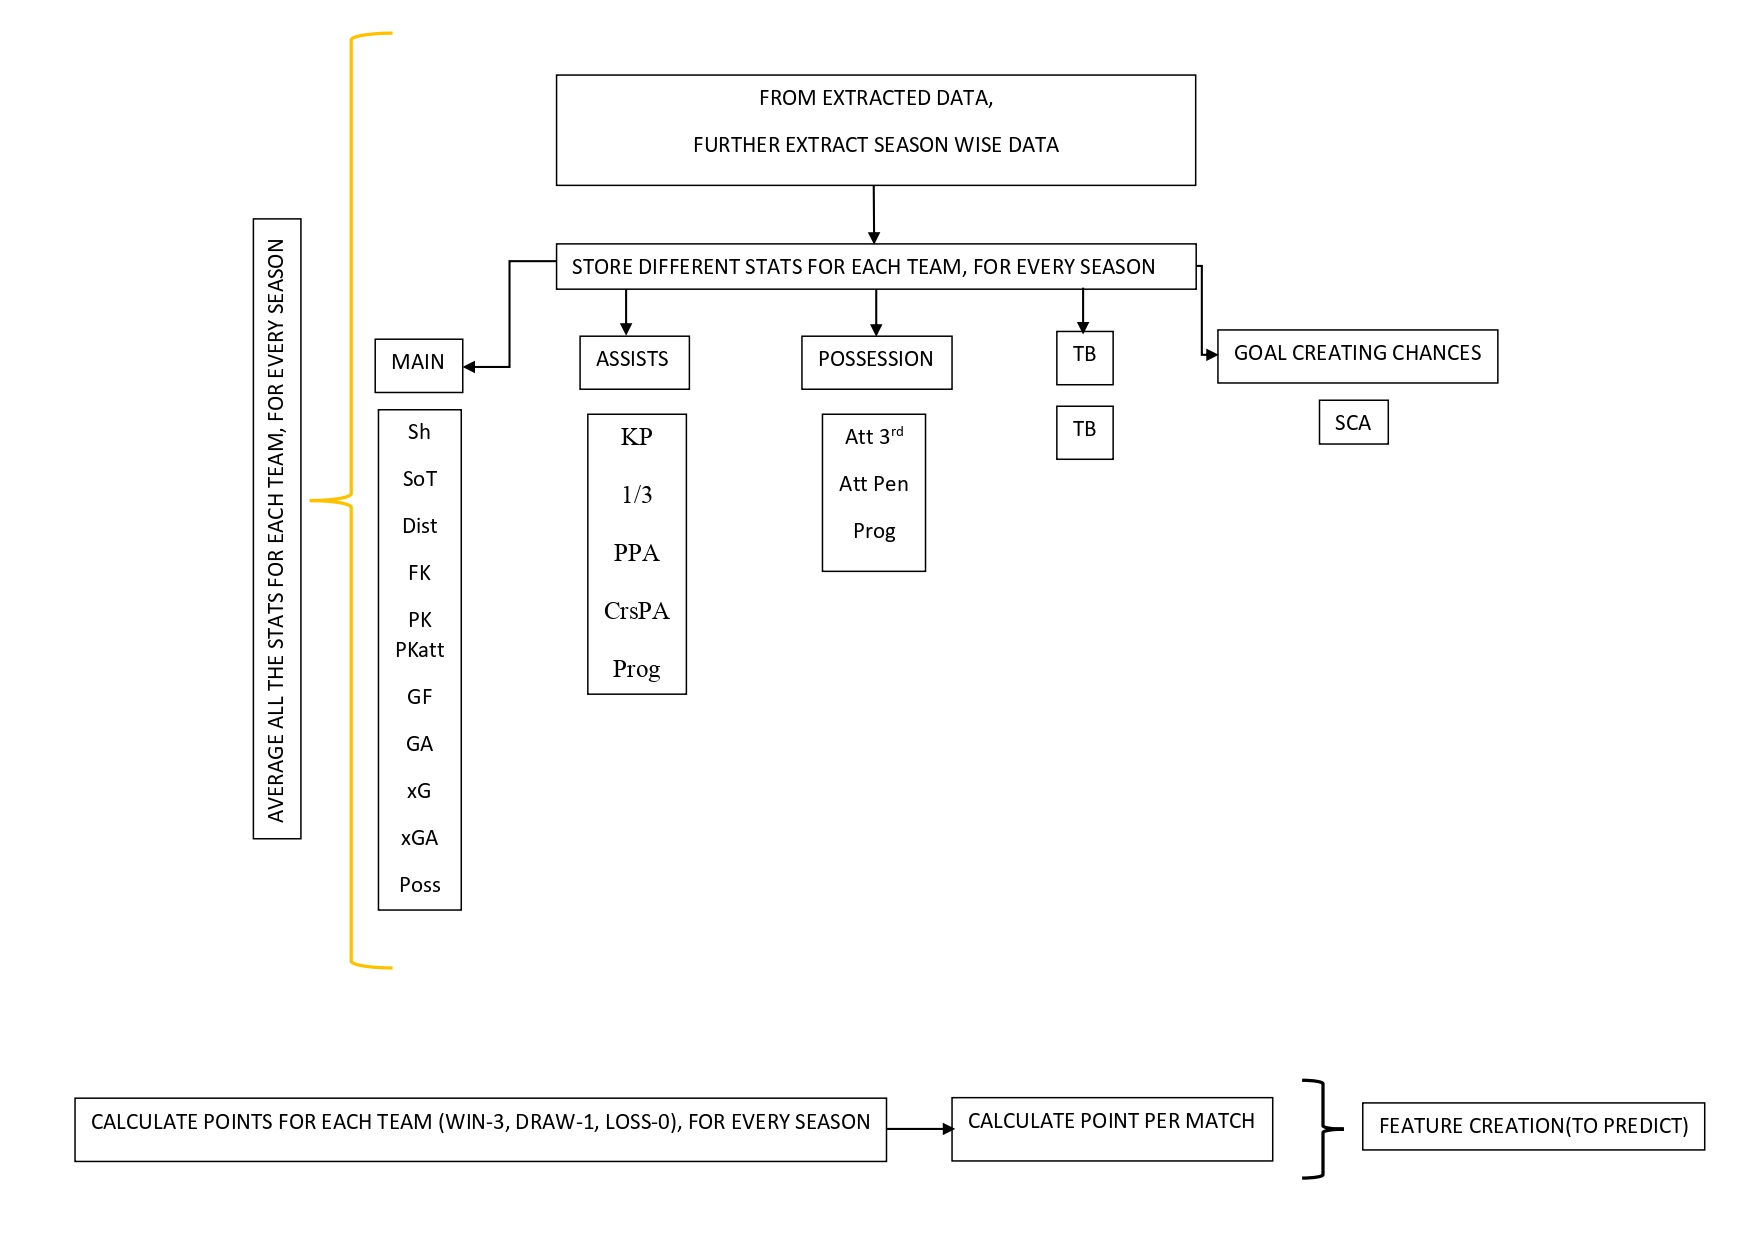 FROM EXTRACTED DATA,
FURTHER EXTRACT SEASON WISE DATA
STORE DIFFERENT STATS FOR EACH TEAM, FOR EVERY SEASON
AVERAGE ALL THE STATS FOR EACH TEAM, FOR EVERY SEASON
MAIN
Sh
SoT
Dist
FK
PK
PKatt
GF
GA
xG
xGA
Poss
ASSISTS
KP
1/3
PPA
CrsPA
Prog
POSSESSION
Att 3rd
Att Pen
Prog
TB
TB
GOAL CREATING CHANCES
SCA
CALCULATE POINTS FOR EACH TEAM (WIN-3, DRAW-1, LOSS-0), FOR EVERY SEASON
CALCULATE POINT PER MATCH
FEATURE CREATION(TO PREDICT)